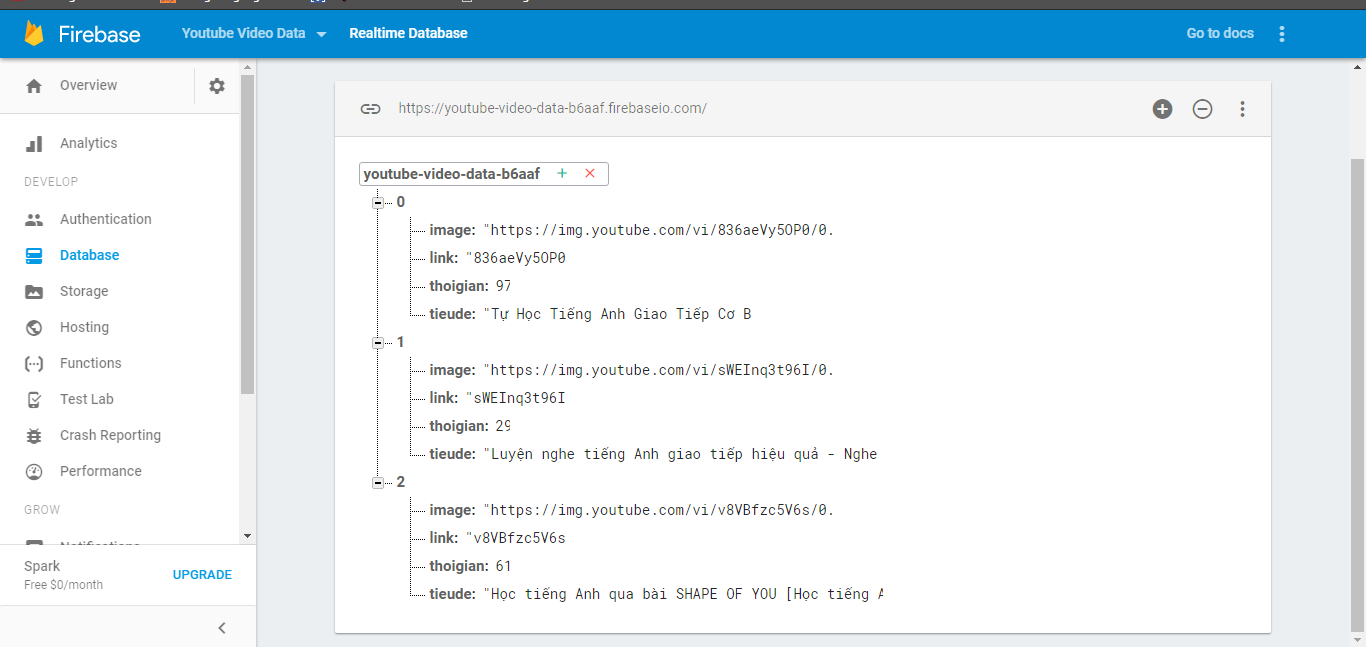 Firebase Youtube Video Data Realtime Database Go to docs
Overview
https://youtube-video-data-b6aaf.firebaseio.com/
Analytics
DEVELOP
Authentication
Database
Storage
Hosting
Functions
Test Lab
Crash Reporting
Performance
GROW
Notifications
Spark
Free $0/month
UPGRADE
youtube-video-data-b6aaf
0
image: "https://img.youtube.com/vi/836aeVy5OP0/0.
link: "836aeVy5OP0
thoigian: 97
tieude: "Tự Học Tiếng Anh Giao Tiếp Cơ B
1
image: "https://img.youtube.com/vi/sWEInq3t96I/0.
link: "sWEInq3t96I
thoigian: 29
tieude: "Luyện nghe tiếng Anh giao tiếp hiệu quả - Nghe
2
image: "https://img.youtube.com/vi/v8VBfzc5V6s/0.
link: "v8VBfzc5V6s
thoigian: 61
tieude: "Học tiếng Anh qua bài SHAPE OF YOU [Học tiếng A